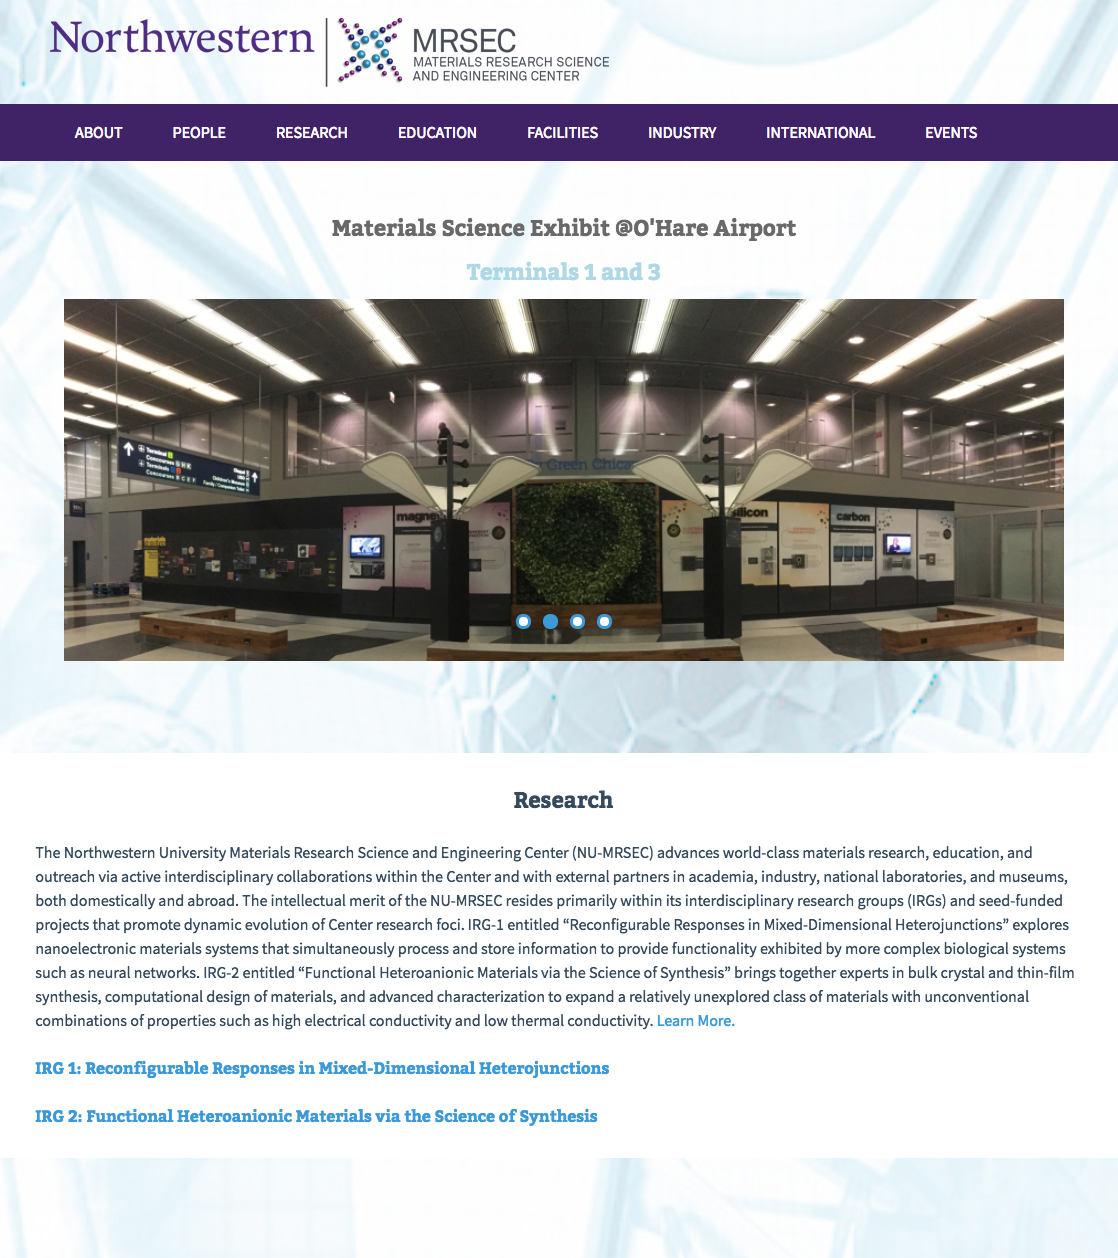 Northwestern
MRSEC
MATERIALS RESEARCH SCIENCE
AND ENGINEERING CENTER
ABOUT PEOPLE RESEARCH EDUCATION FACILITIES INDUSTRY INTERNATIONAL EVENTS
Materials Science Exhibit @O'Hare Airport
Terminals 1 and 3
Green Chica
magne
silicon
carbon
materials
Research
The Northwestern University Materials Research Science and Engineering Center (NU-MRSEC) advances world-class materials research, education, and
outreach via active interdisciplinary collaborations within the Center and with external partners in academia, industry, national laboratories, and museums,
both domestically and abroad. The intellectual merit of the NU-MRSEC resides primarily within its interdisciplinary research groups (IRGs) and seed-funded
projects that promote dynamic evolution of Center research foci. IRG-1 entitled “Reconfigurable Responses in Mixed-Dimensional Heterojunctions” explores
nanoelectronic materials systems that simultaneously process and store information to provide functionality exhibited by more complex biological systems
such as neural networks. IRG-2 entitled “Functional Heteroanionic Materials via the Science of Synthesis” brings together experts in bulk crystal and thin-film
synthesis, computational design of materials, and advanced characterization to expand a relatively unexplored class of materials with unconventional
combinations of properties such as high electrical conductivity and low thermal conductivity. Learn More.
IRG 1: Reconfigurable Responses in Mixed-Dimensional Heterojunctions
IRG 2: Functional Heteroanionic Materials via the Science of Synthesis